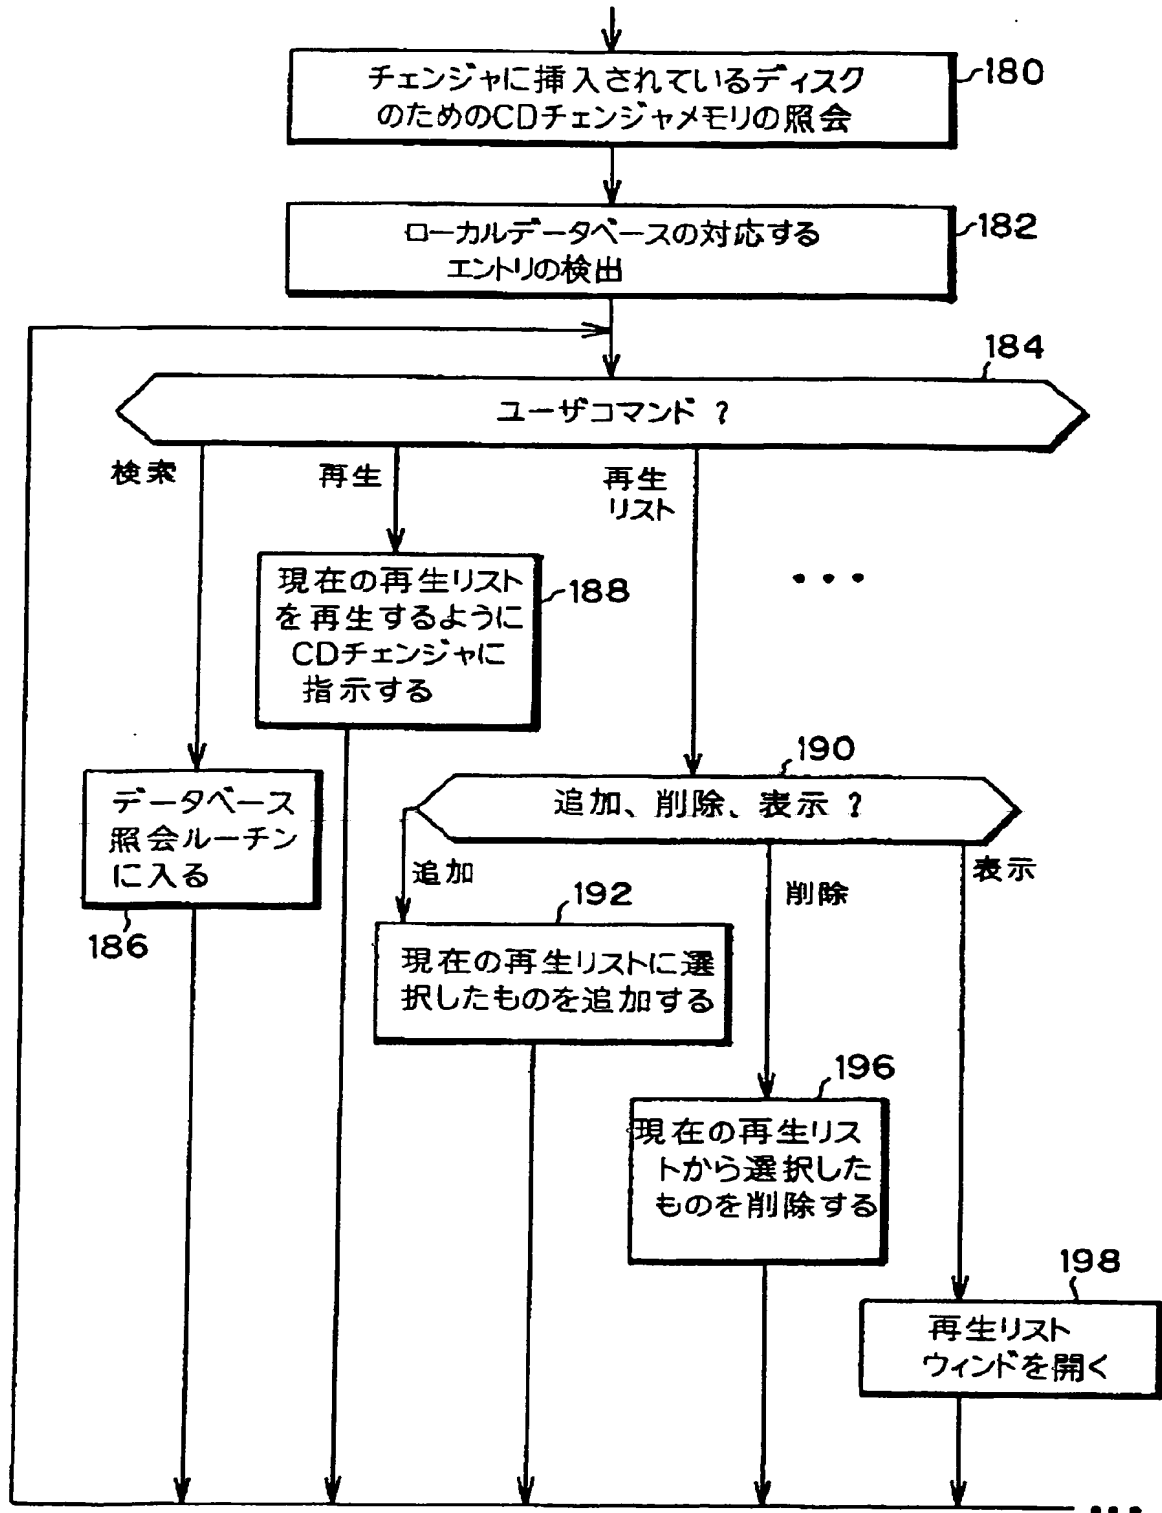 チェンジャに挿入されているディスク
のためのCDチェンジャメモリの照会
180
ローカルデータベースの対応する
エントリの検出
182
184
ユーザコマンド ?
検索
再生
再生
リスト
現在の再生リスト
を再生するように
CDチェンジャに
指示する
188
•••
190
追加、削除、表示 ?
データベース
照会ルーチン
に入る
186
追加
削除
表示
192
現在の再生リストに選
択したものを追加する
196
現在の再生リス
トから選択した
ものを削除する
198
再生リスト
ウィンドを開く
•••